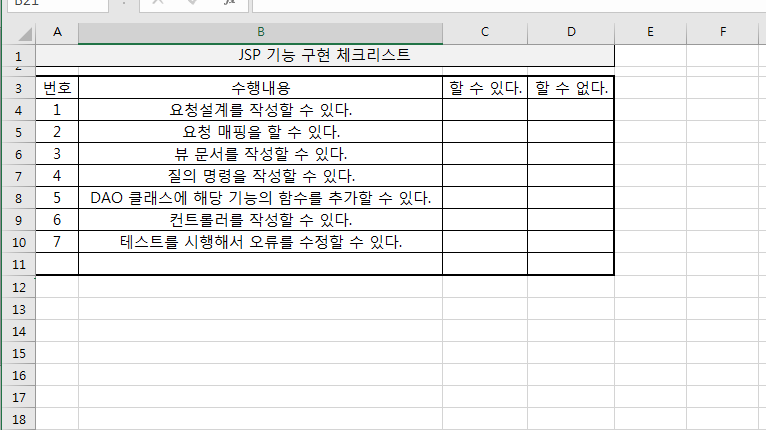 A B C D E F
1 JSP 기능 구현 체크리스트
3 번호 수행내용 할 수 있다. 할 수 없다.
4 1 요청설계를 작성할 수 있다.
5 2 요청 매핑을 할 수 있다.
6 3 뷰 문서를 작성할 수 있다.
7 4 질의 명령을 작성할 수 있다.
8 5 DAO 클래스에 해당 기능의 함수를 추가할 수 있다.
9 6 컨트롤러를 작성할 수 있다.
10 7 테스트를 시행해서 오류를 수정할 수 있다.
11
12
13
14
15
16
17
18